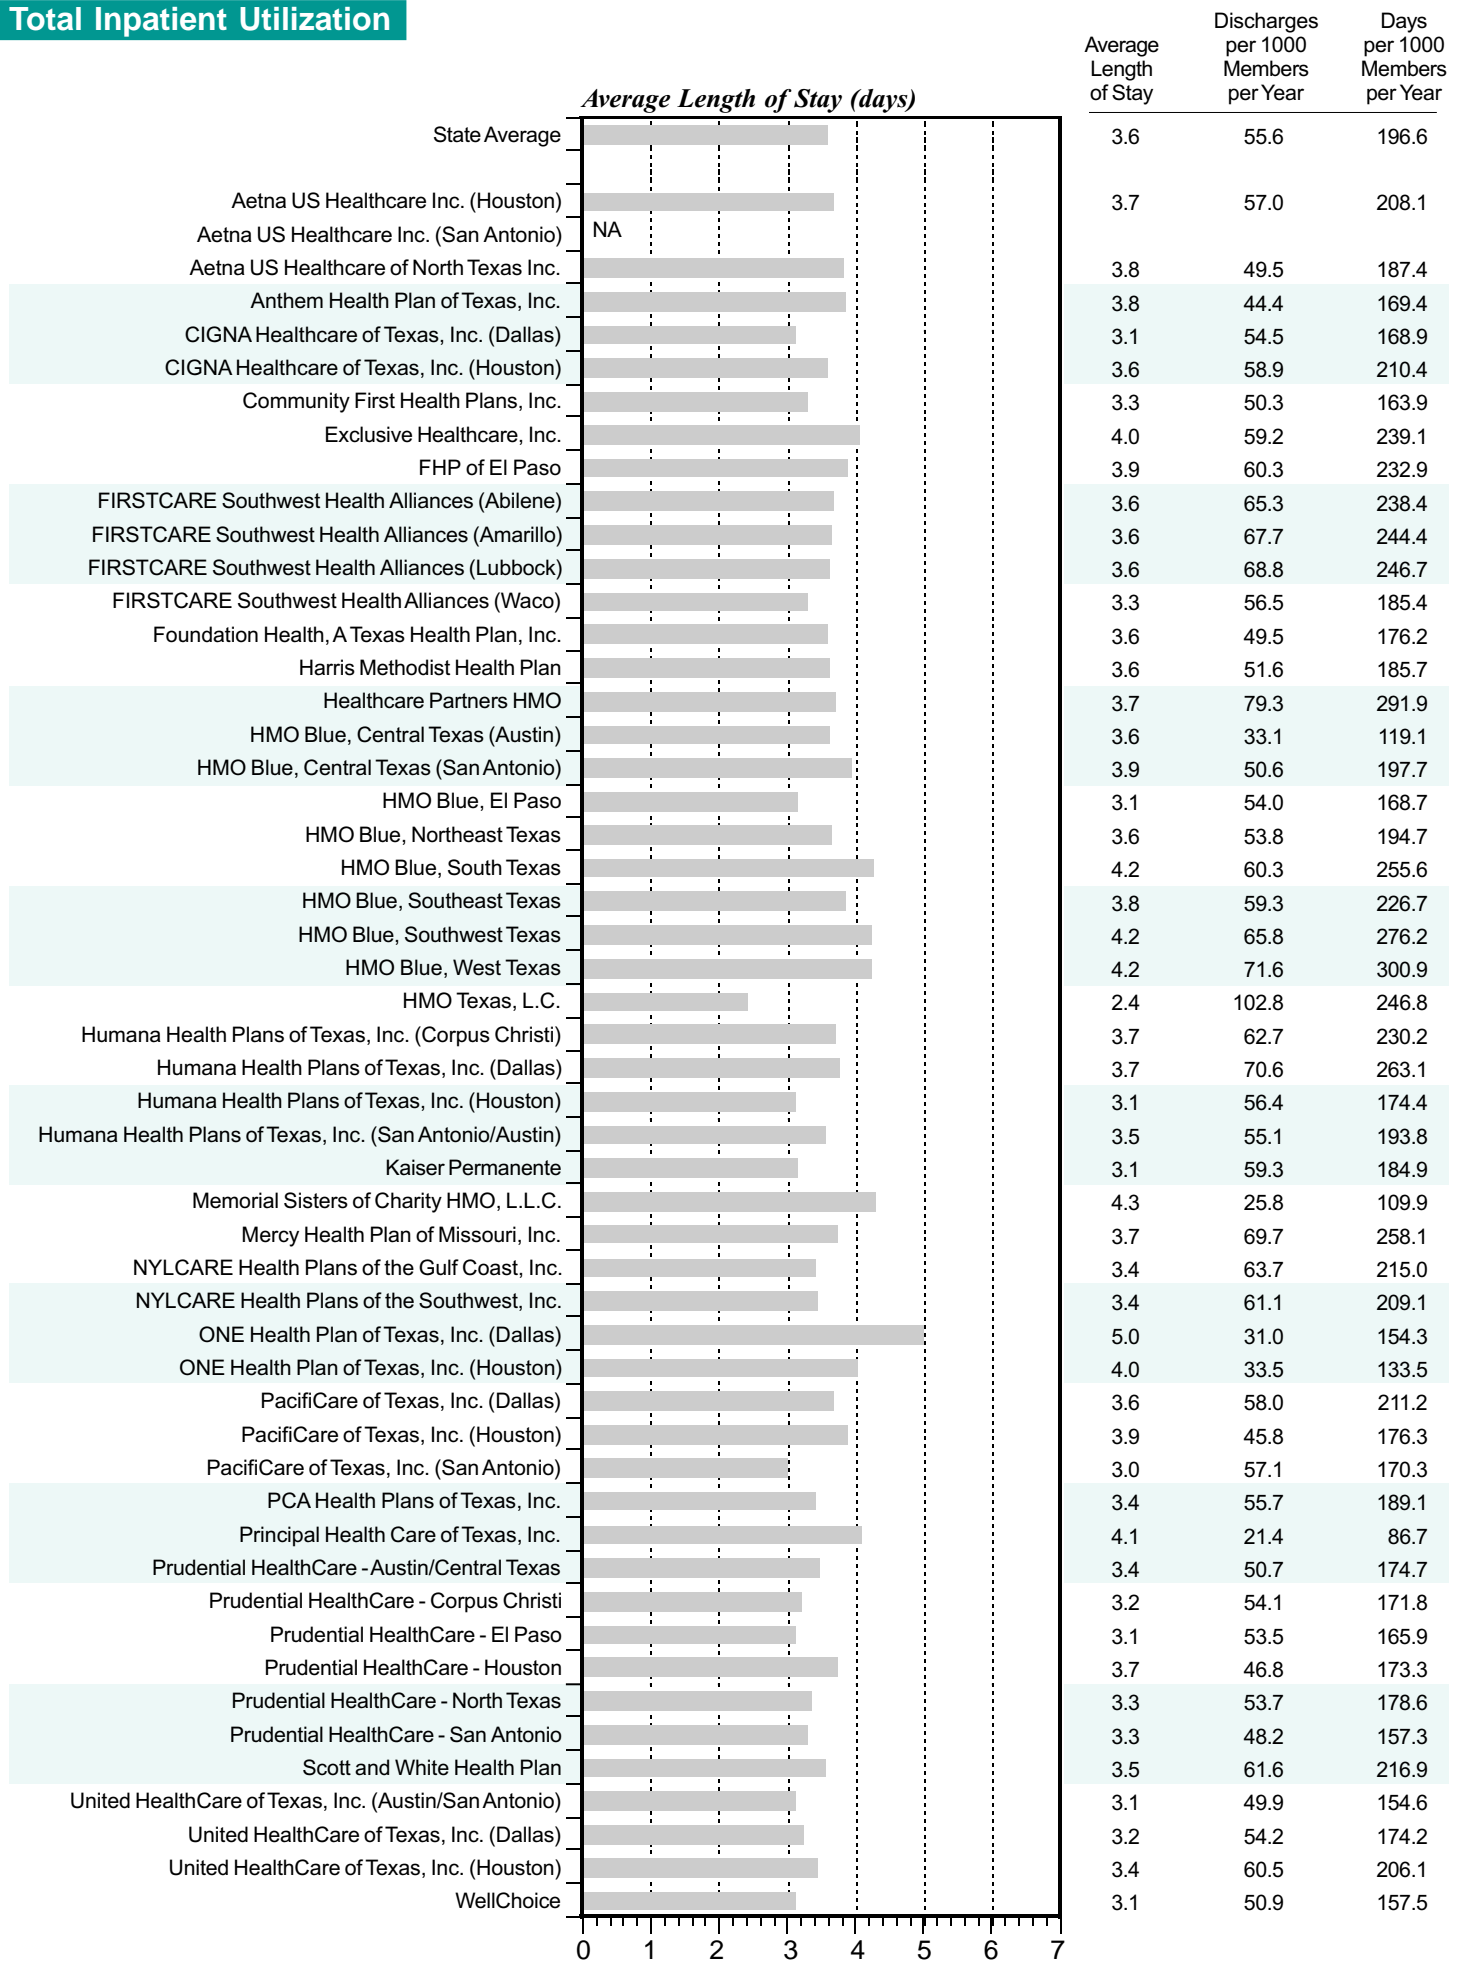 Total Inpatient Utilization
Average Length of Stay
Discharges per 1000 Members per Year
Days per 1000 Members per Year
Average Length of Stay (days)
State Average 3.6 55.6 196.6
Aetna US Healthcare Inc. (Houston) 3.7 57.0 208.1
Aetna US Healthcare Inc. (San Antonio) NA
Aetna US Healthcare of North Texas Inc. 3.8 49.5 187.4
Anthem Health Plan of Texas, Inc. 3.8 44.4 169.4
CIGNA Healthcare of Texas, Inc. (Dallas) 3.1 54.5 168.9
CIGNA Healthcare of Texas, Inc. (Houston) 3.6 58.9 210.4
Community First Health Plans, Inc. 3.3 50.3 163.9
Exclusive Healthcare, Inc. 4.0 59.2 239.1
FHP of El Paso 3.9 60.3 232.9
FIRSTCARE Southwest Health Alliances (Abilene) 3.6 65.3 238.4
FIRSTCARE Southwest Health Alliances (Amarillo) 3.6 67.7 244.4
FIRSTCARE Southwest Health Alliances (Lubbock) 3.6 68.8 246.7
FIRSTCARE Southwest Health Alliances (Waco) 3.3 56.5 185.4
Foundation Health, A Texas Health Plan, Inc. 3.6 49.5 176.2
Harris Methodist Health Plan 3.6 51.6 185.7
Healthcare Partners HMO 3.7 79.3 291.9
HMO Blue, Central Texas (Austin) 3.6 33.1 119.1
HMO Blue, Central Texas (San Antonio) 3.9 50.6 197.7
HMO Blue, El Paso 3.1 54.0 168.7
HMO Blue, Northeast Texas 3.6 53.8 194.7
HMO Blue, South Texas 4.2 60.3 255.6
HMO Blue, Southeast Texas 3.8 59.3 226.7
HMO Blue, Southwest Texas 4.2 65.8 276.2
HMO Blue, West Texas 4.2 71.6 300.9
HMO Texas, L.C. 2.4 102.8 246.8
Humana Health Plans of Texas, Inc. (Corpus Christi) 3.7 62.7 230.2
Humana Health Plans of Texas, Inc. (Dallas) 3.7 70.6 263.1
Humana Health Plans of Texas, Inc. (Houston) 3.1 56.4 174.4
Humana Health Plans of Texas, Inc. (San Antonio/Austin) 3.5 55.1 193.8
Kaiser Permanente 3.1 59.3 184.9
Memorial Sisters of Charity HMO, L.L.C. 4.3 25.8 109.9
Mercy Health Plan of Missouri, Inc. 3.7 69.7 258.1
NYLCARE Health Plans of the Gulf Coast, Inc. 3.4 63.7 215.0
NYLCARE Health Plans of the Southwest, Inc. 3.4 61.1 209.1
ONE Health Plan of Texas, Inc. (Dallas) 5.0 31.0 154.3
ONE Health Plan of Texas, Inc. (Houston) 4.0 33.5 133.5
PacifiCare of Texas, Inc. (Dallas) 3.6 58.0 211.2
PacifiCare of Texas, Inc. (Houston) 3.9 45.8 176.3
PacifiCare of Texas, Inc. (San Antonio) 3.0 57.1 170.3
PCA Health Plans of Texas, Inc. 3.4 55.7 189.1
Principal Health Care of Texas, Inc. 4.1 21.4 86.7
Prudential HealthCare - Austin/Central Texas 3.4 50.7 174.7
Prudential HealthCare - Corpus Christi 3.2 54.1 171.8
Prudential HealthCare - El Paso 3.1 53.5 165.9
Prudential HealthCare - Houston 3.7 46.8 173.3
Prudential HealthCare - North Texas 3.3 53.7 178.6
Prudential HealthCare - San Antonio 3.3 48.2 157.3
Scott and White Health Plan 3.5 61.6 216.9
United HealthCare of Texas, Inc. (Austin/San Antonio) 3.1 49.9 154.6
United HealthCare of Texas, Inc. (Dallas) 3.2 54.2 174.2
United HealthCare of Texas, Inc. (Houston) 3.4 60.5 206.1
WellChoice 3.1 50.9 157.5
0 1 2 3 4 5 6 7